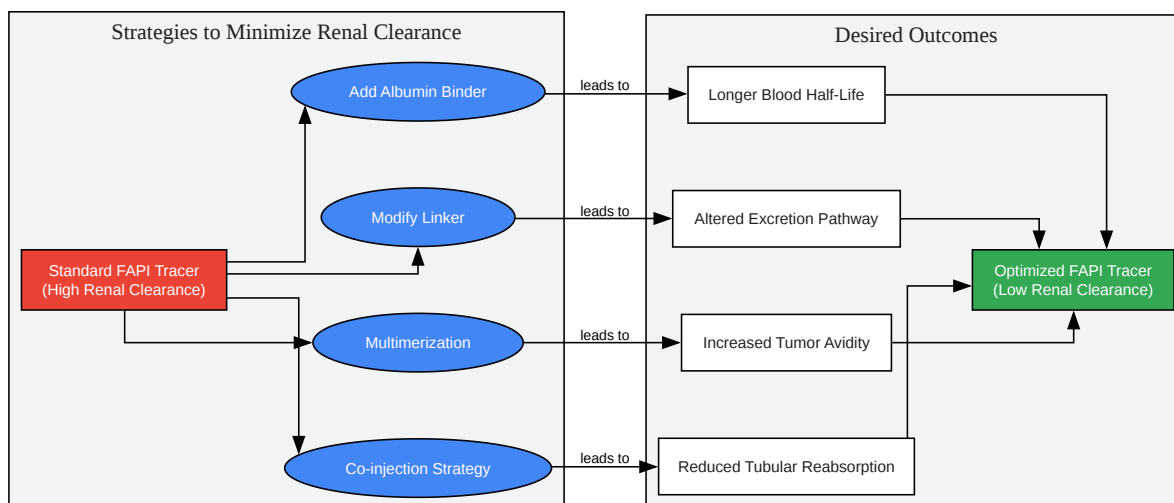 Strategies to Minimize Renal Clearance
Desired Outcomes
Add Albumin Binder
leads to
Longer Blood Half-Life
Modify Linker
leads to
Altered Excretion Pathway
Standard FAPI Tracer
(High Renal Clearance)
Optimized FAPI Tracer
(Low Renal Clearance)
Multimerization
leads to
Increased Tumor Avidity
Co-injection Strategy
leads to
Reduced Tubular Reabsorption